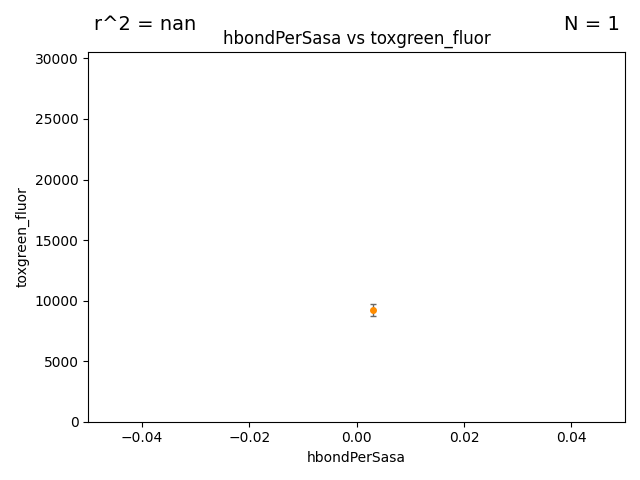 r^2 = nan
N = 1
hbondPerSasa vs toxgreen_fluor
30000
25000
20000
15000
10000
5000
0
toxgreen_fluor
−0.04
−0.02
0.00
0.02
0.04
hbondPerSasa